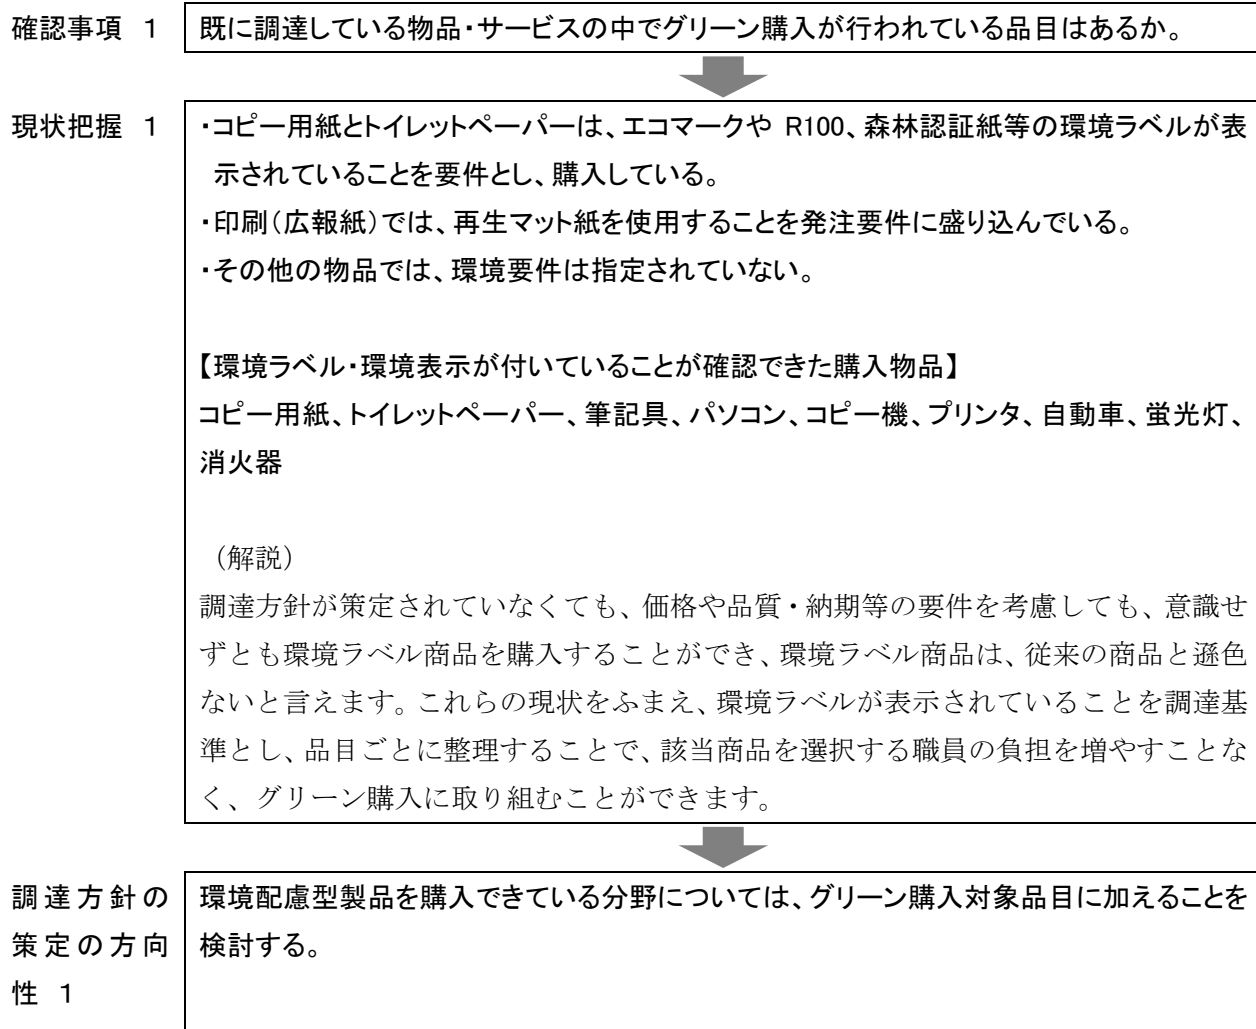 確認事項 1
既に調達している物品・サービスの中でグリーン購入が行われている品目はあるか。
現状把握 1
・コピー用紙とトイレットペーパーは、エコマークや R100、森林認証紙等の環境ラベルが表
示されていることを要件とし、購入している。
・印刷(広報紙)では、再生マット紙を使用することを発注要件に盛り込んでいる。
・その他の物品では、環境要件は指定されていない。
【環境ラベル・環境表示が付いていることが確認できた購入物品】
コピー用紙、トイレットペーパー、筆記具、パソコン、コピー機、プリンタ、自動車、蛍光灯、
消火器
(解説)
調達方針が策定されていなくても、価格や品質・納期等の要件を考慮しても、意識せ
ずとも環境ラベル商品を購入することができ、環境ラベル商品は、従来の商品と遜色
ないと言えます。これらの現状をふまえ、環境ラベルが表示されていることを調達基
準とし、品目ごとに整理することで、該当商品を選択する職員の負担を増やすことな
く、グリーン購入に取り組むことができます。
調達方針の
策定の方向
性 1
環境配慮型製品を購入できている分野については、グリーン購入対象品目に加えることを
検討する。